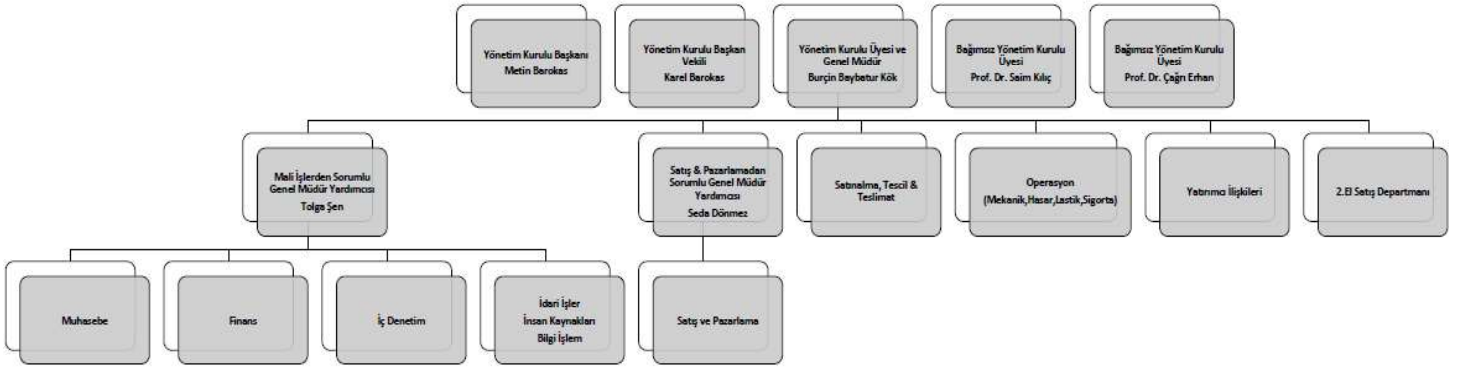 Yönetim Kurulu Başkanı
Metin Barokas
Yönetim Kurulu Başkan
Vekili
Karel Barokas
Yönetim Kurulu Üyesi ve
Genel Müdür
Burçin Baybatur Kök
Bağımsız Yönetim Kurulu
Üyesi
Prof. Dr. Saim Kılıç
Bağımsız Yönetim Kurulu
Üyesi
Prof. Dr. Çağrı Erhan
Mali İşlerden Sorumlu
Genel Müdür Yardımcısı
Tolga Şen
Satış & Pazarlamadan
Sorumlu Genel Müdür
Yardımcısı
Seda Dönmez
Satınalma, Tescil &
Teslimat
Operasyon
(Mekanik,Hasar,Lastik,Sigorta)
Yatırımcı İlişkileri
2.El Satış Departmanı
Muhasebe
Finans
İç Denetim
İdari İşler
İnsan Kaynakları
Bilgi İşlem
Satış ve Pazarlama